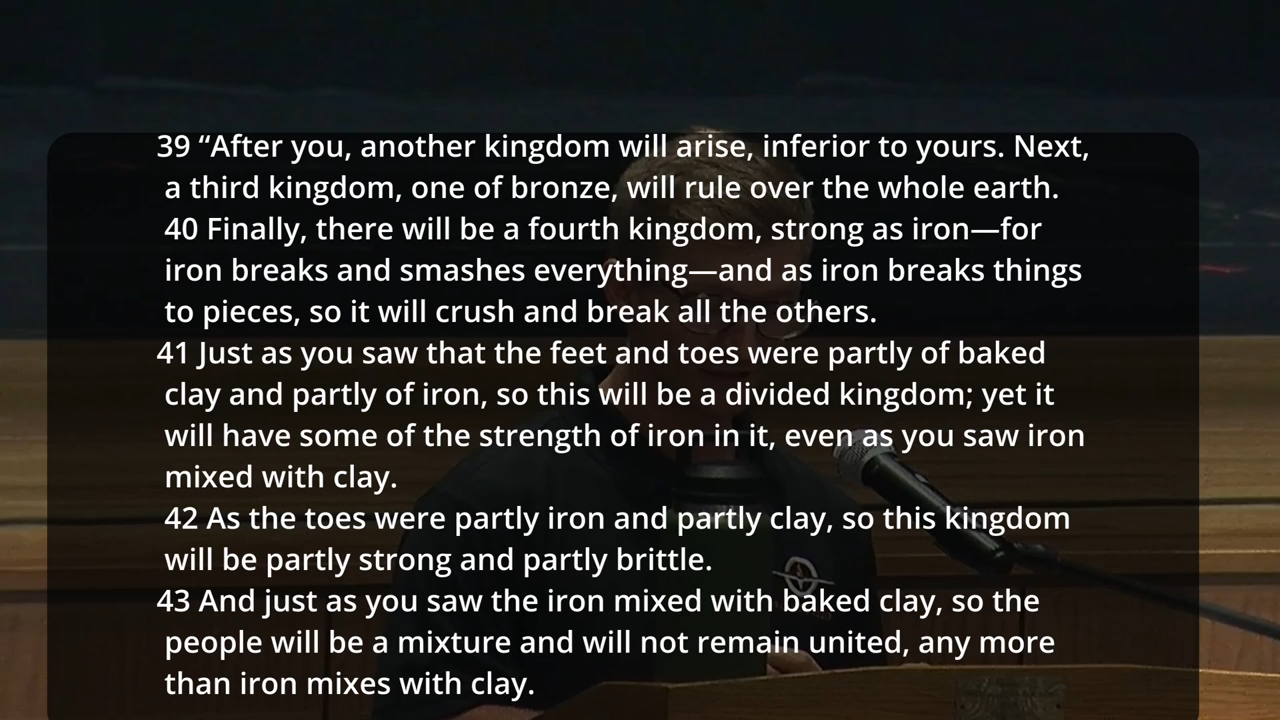 39 “After you, another kingdom will arise, inferior to yours. Next,
a third kingdom, one of bronze, will rule over the whole earth.
40 Finally, there will be a fourth kingdom, strong as iron—for
iron breaks and smashes everything—and as iron breaks things
to pieces, so it will crush and break all the others.
41 Just as you saw that the feet and toes were partly of baked
clay and partly of iron, so this will be a divided kingdom; yet it
will have some of the strength of iron in it, even as you saw iron
mixed with clay.
42 As the toes were partly iron and partly clay, so this kingdom
will be partly strong and partly brittle.
43 And just as you saw the iron mixed with baked clay, so the
people will be a mixture and will not remain united, any more
than iron mixes with clay.